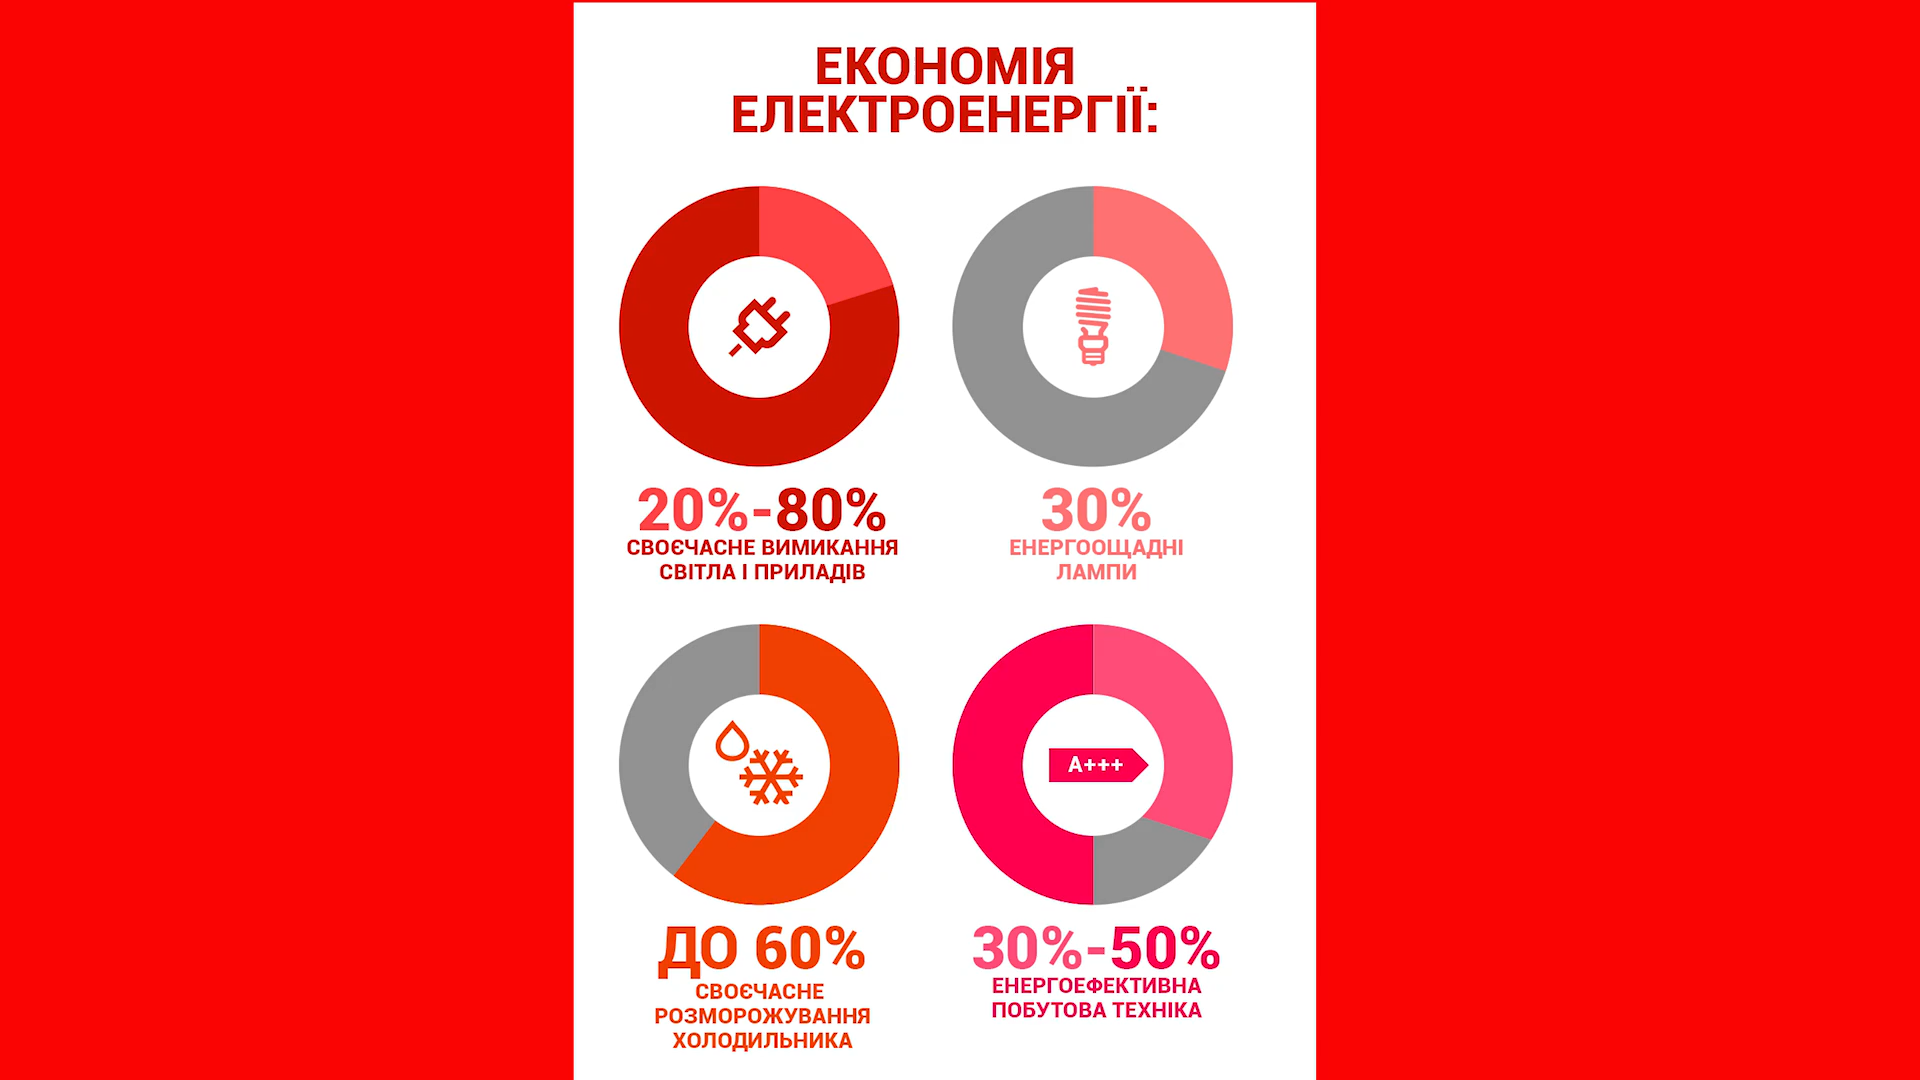 ЕКОНОМІЯ
ЕЛЕКТРОЕНЕРГІЇ:
20%-80%
СВОЄЧАСНЕ ВИМИКАННЯ
СВІТЛА І ПРИЛАДІВ
30%
ЕНЕРГООЩАДНІ
ЛАМПИ
ДО 60%
СВОЄЧАСНЕ
РОЗМОРОЖУВАННЯ
ХОЛОДИЛЬНИКА
A+++
30%-50%
ЕНЕРГОЕФЕКТИВНА
ПОБУТОВА ТЕХНІКА